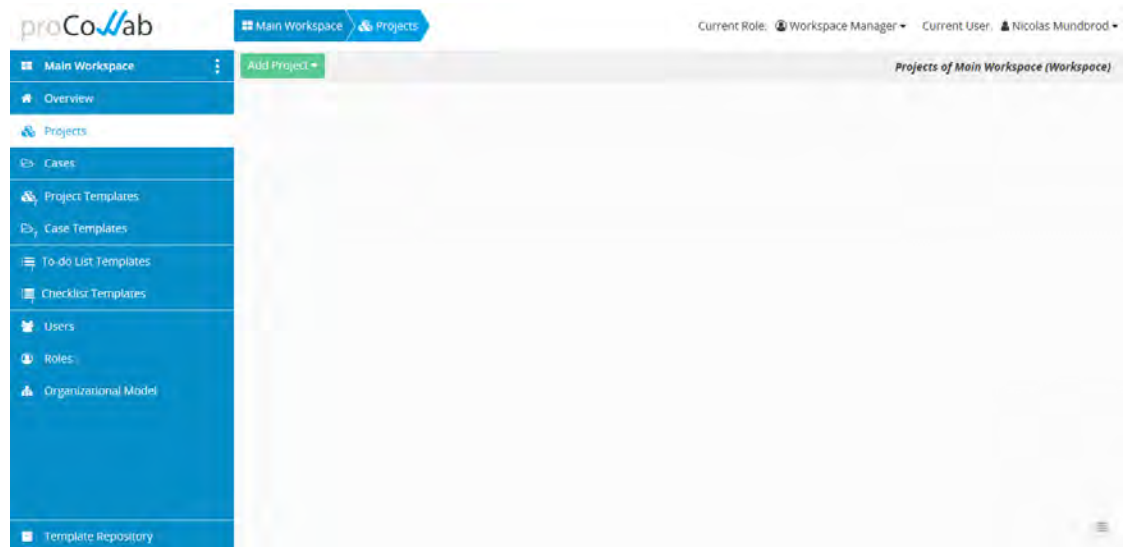 proCollab
Main Workspace Projects Current Role: Workspace Manager Current User: Nicolas Mundbrod
Main Workspace
Add Project
Projects of Main Workspace (Workspace)
Overview
Projects
Cases
Project Templates
Case Templates
To-do List Templates
Checklist Templates
Users
Roles
Organizational Model
Template Repository